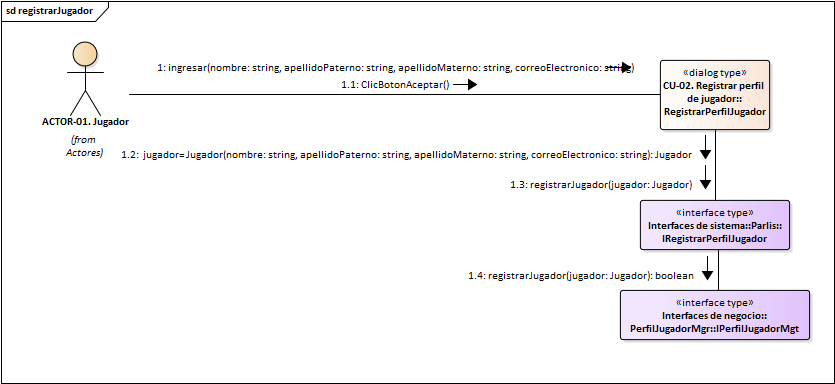 sd registrarJugador
1: ingresar(nombre: string, apellidoPaterno: string, apellidoMaterno: string, correoElectronico: string)
1.1: ClicBotonAceptar()
«dialog type»
CU-02. Registrar perfil
de jugador::
RegistrarPerfilJugador
ACTOR-01. Jugador
(from
Actores)
1.2: jugador=Jugador(nombre: string, apellidoPaterno: string, apellidoMaterno: string, correoElectronico: string): Jugador
1.3: registrarJugador(jugador: Jugador)
«interface type»
Interfaces de sistema::Parlis::
IRegistrarPerfilJugador
1.4: registrarJugador(jugador: Jugador): boolean
«interface type»
Interfaces de negocio::
PerfilJugadorMgr::IPerfilJugadorMgt